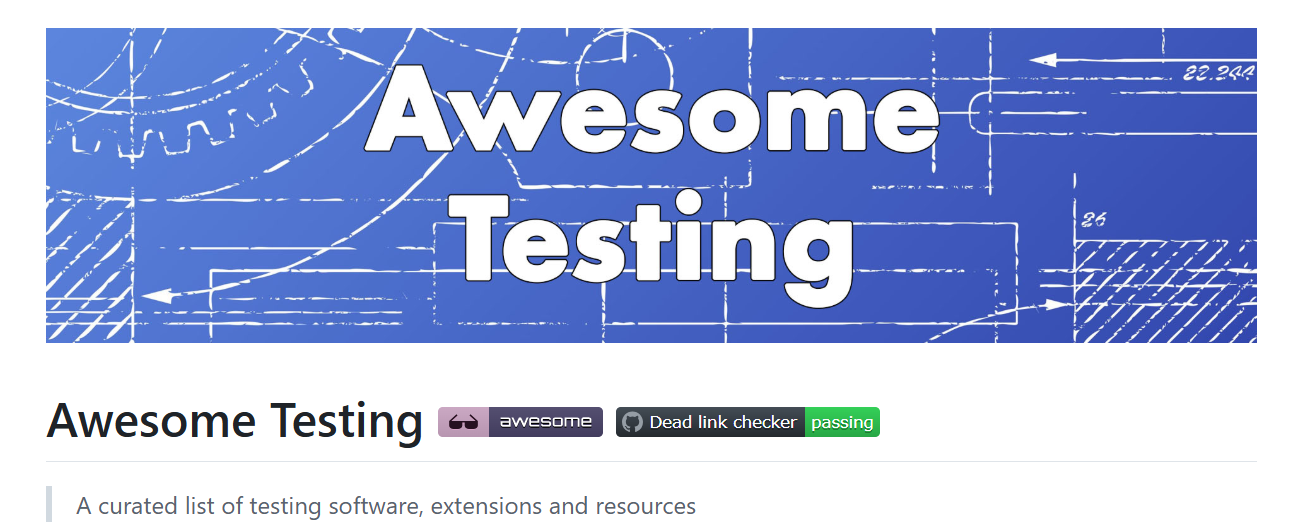 Awesome
22.244
Testing
26
Awesome Testing awesome Dead link checker passing
A curated list of testing software, extensions and resources